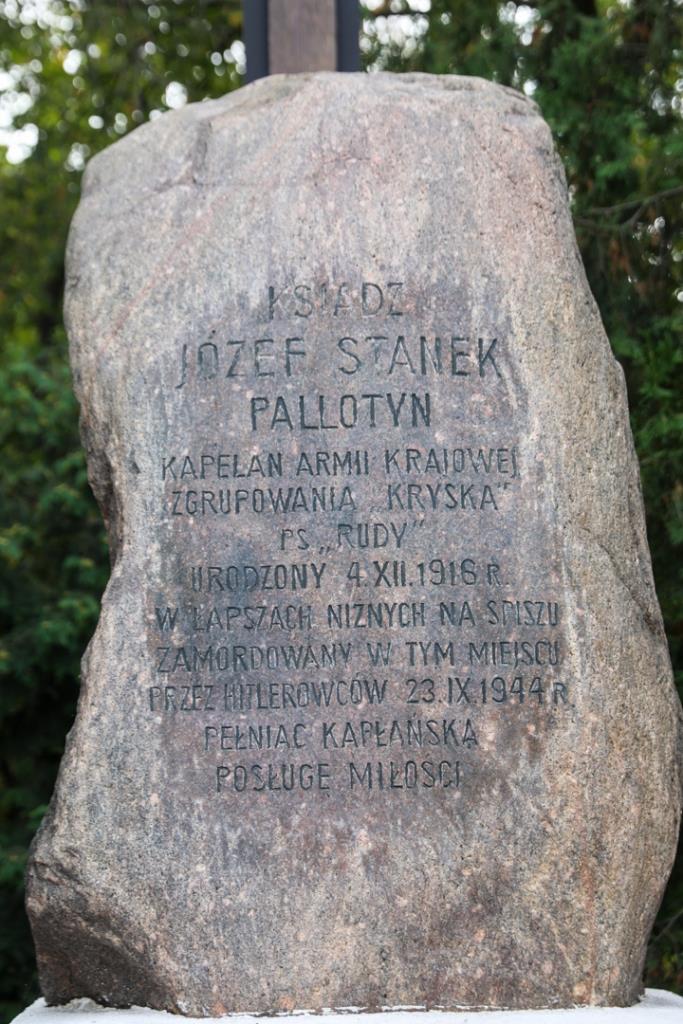 KSIĄDZ
JÓZEF STANEK
PALLOTYN
KAPELAN ARMII KRAJOWEJ
ZGRUPOWANIA „KRYSKA"
PS „RUDY"
URODZONY 4.XII.1916 R.
W ŁAPSZACH NIŻNYCH NA SPISZU
ZAMORDOWANY W TYM MIEJSCU
PRZEZ HITLEROWCÓW 23.IX.1944 R.
PEŁNIĄC KAPŁAŃSKĄ
POSŁUGĘ MIŁOŚCI